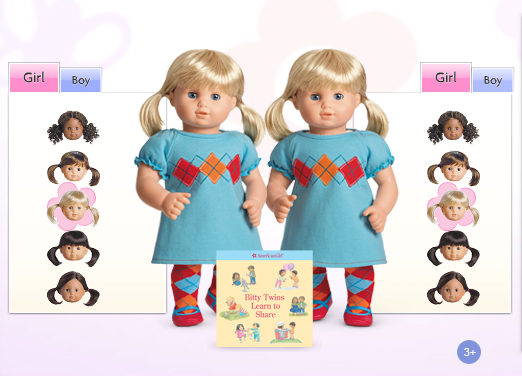 Girl
Boy
Girl
Boy
American Girl
Bitty Twins
Learn to
Share
3+